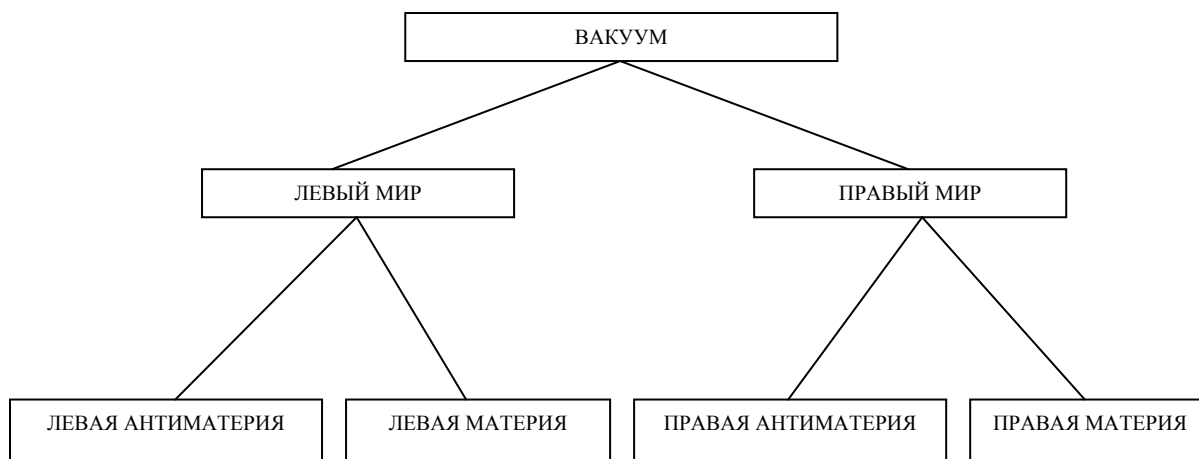 ВАКУУМ
ЛЕВЫЙ МИР
ПРАВЫЙ МИР
ЛЕВАЯ АНТИМАТЕРИЯ
ЛЕВАЯ МАТЕРИЯ
ПРАВАЯ АНТИМАТЕРИЯ
ПРАВАЯ МАТЕРИЯ